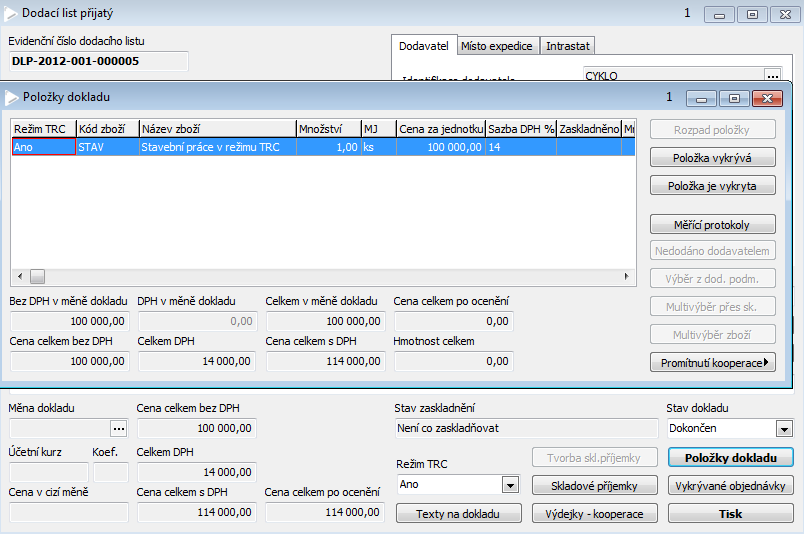 Dodací list přijatý 1
Evidenční číslo dodacího listu
DLP-2012-001-000005
Dodavatel Místo expedice Intrastat
CYKLO ...
Položky dokladu 1
Režim TRC Kód zboží Název zboží Množství MJ Cena za jednotku Sazba DPH % Zaskladněno
Ano STAV Stavební práce v režimu TRC 1,00 ks 100 000,00 14
Rozpad položky
Položka vykrývá
Položka je vykryta
Měřící protokoly
Nedodáno dodavatelem
Výběr z dod. podm.
Multivýběr přes sk.
Multivýběr zboží
Promítnutí kooperace
Bez DPH v měně dokladu DPH v měně dokladu Celkem v měně dokladu Cena celkem po ocenění
100 000,00 0,00 100 000,00 0,00
Cena celkem bez DPH Celkem DPH Cena celkem s DPH Hmotnost celkem
100 000,00 14 000,00 114 000,00 0,00
Měna dokladu Cena celkem bez DPH Stav zaskladnění Stav dokladu
... 100 000,00 Není co zaskladňovat Dokončen
Účetní kurz Koef. Celkem DPH
14 000,00
Režim TRC Tvorba skl.příjemky Položky dokladu
Ano Skladové příjemky Vykrývané objednávky
Cena v cizí měně Cena celkem s DPH Cena celkem po ocenění
114 000,00 114 000,00
Texty na dokladu Výdejky - kooperace Tisk